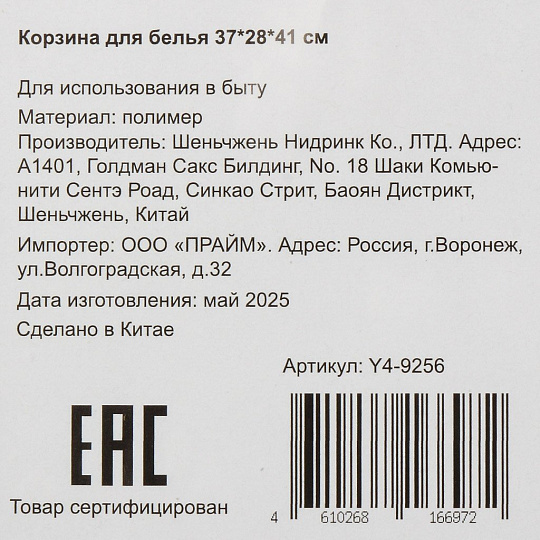 Корзина для белья 37*28*41 см
Для использования в быту
Материал: полимер
Производитель: Шеньчжень Нидринк Ко., ЛТД. Адрес:
А1401, Голдман Сакс Билдинг, No. 18 Шаки Комью-
нити Сентэ Роад, Синкао Стрит, Баоян Дистрикт,
Шеньчжень, Китай
Импортер: ООО «ПРАЙМ». Адрес: Россия, г.Воронеж,
ул.Волгоградская, д.32
Дата изготовления: май 2025
Сделано в Китае
Артикул: Y4-9256
EAC
Товар сертифицирован
4 610268 166972